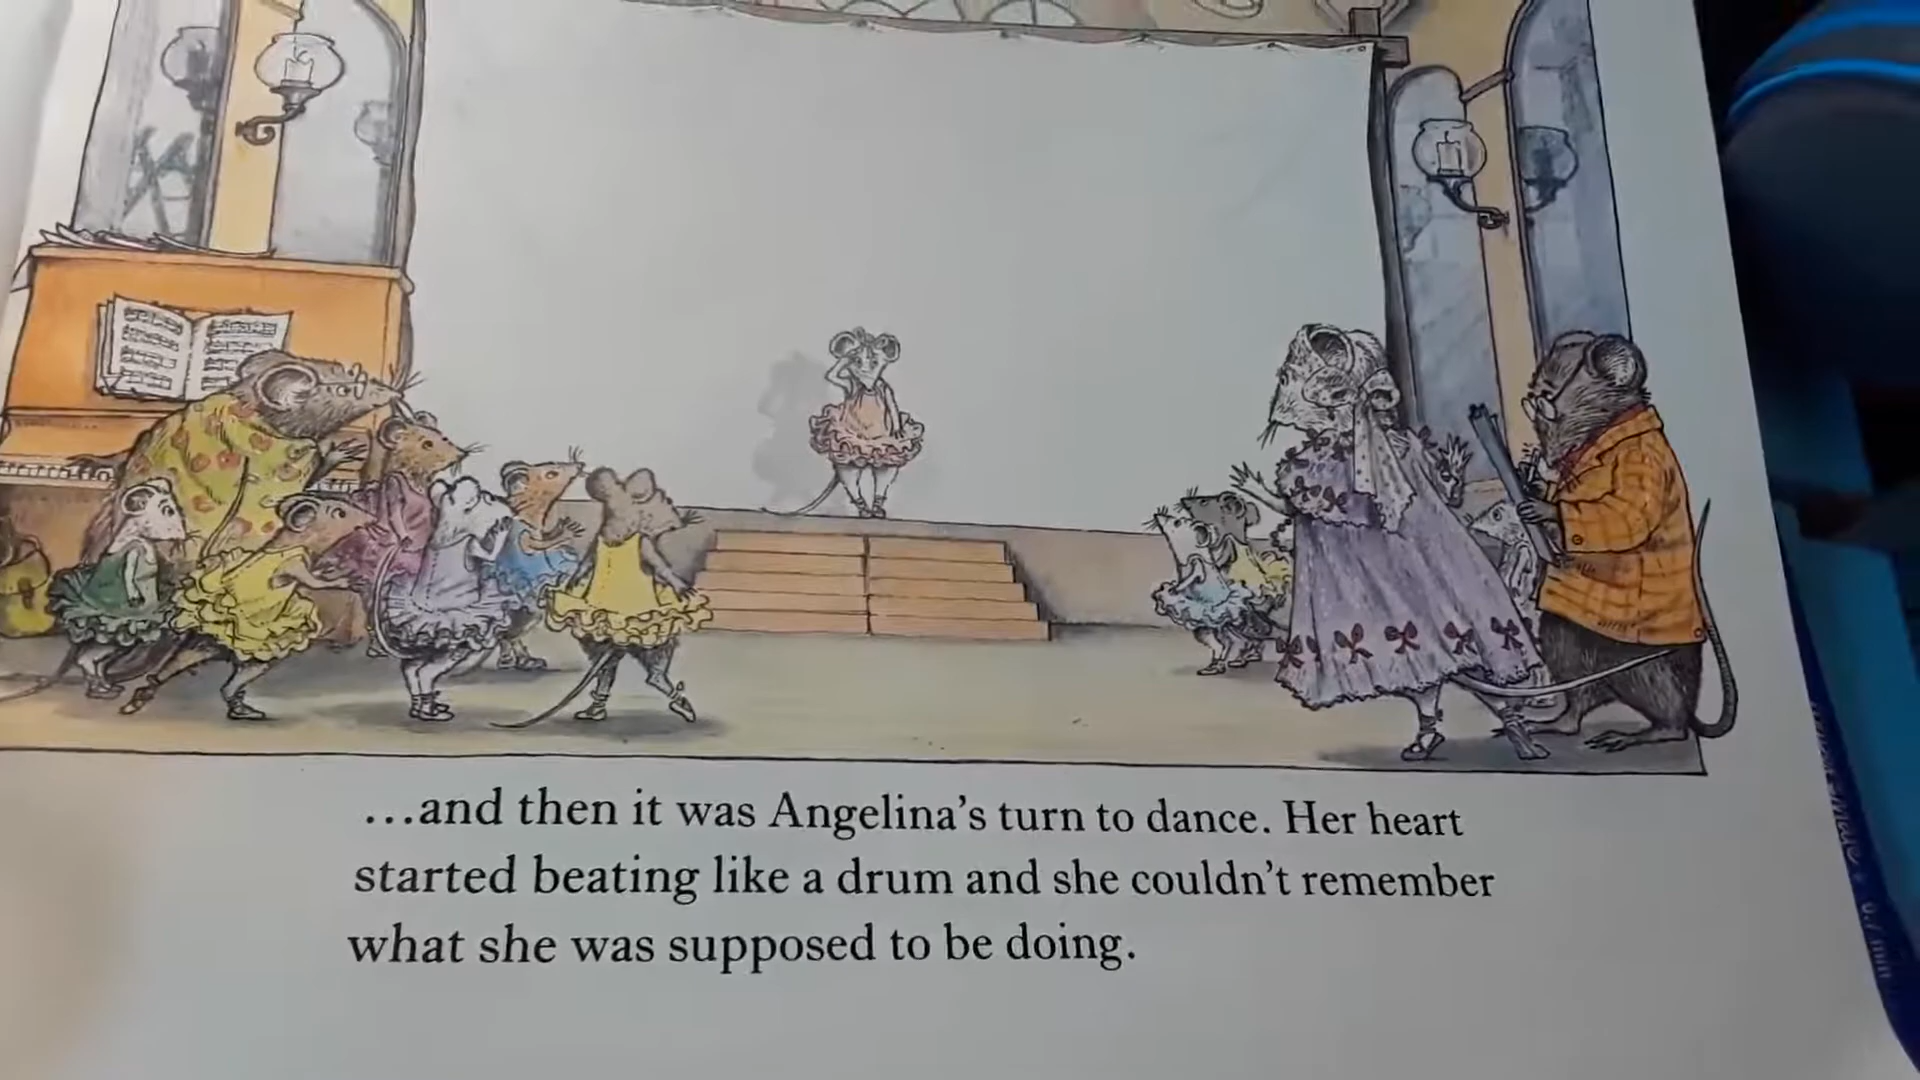 ...and then it was Angelina's turn to dance. Her heart
started beating like a drum and she couldn't remember
what she was supposed to be doing.